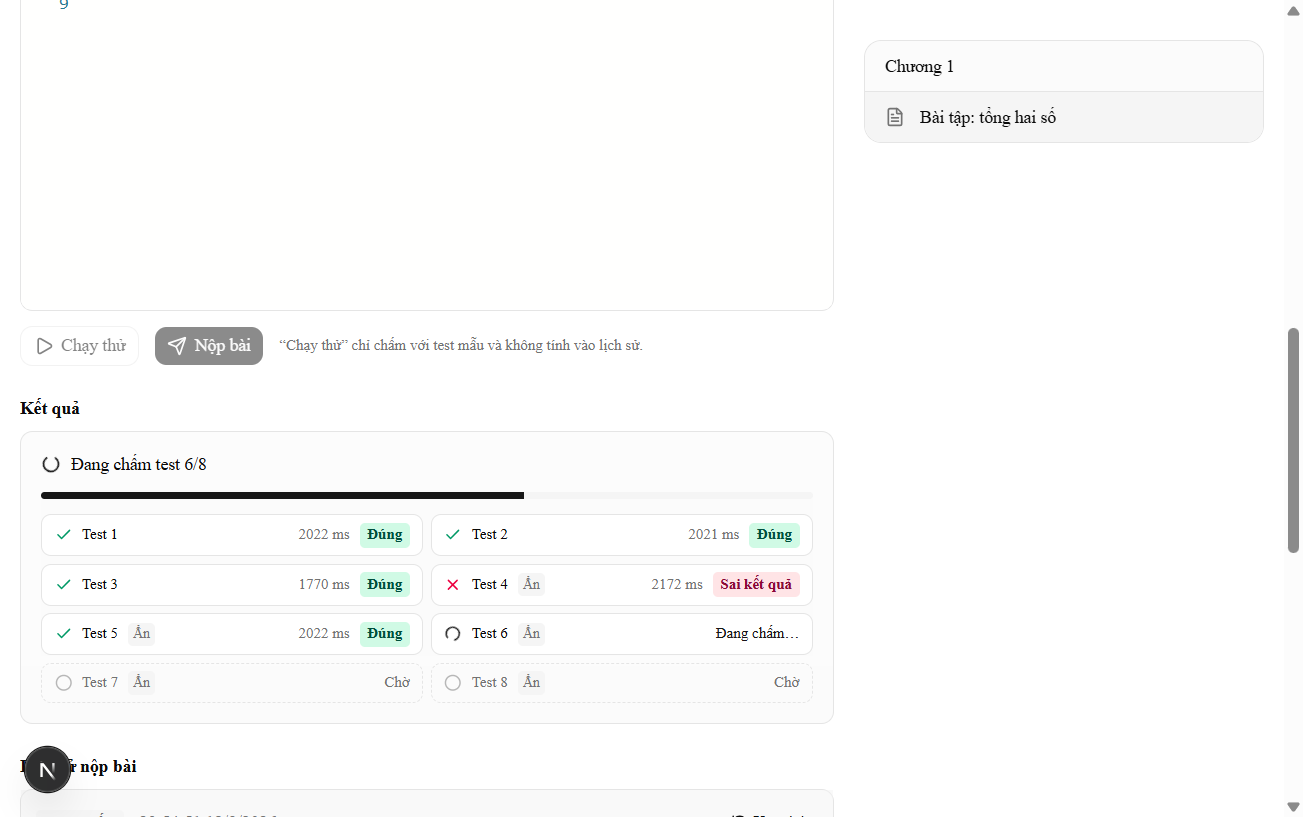 9
Chương 1
Bài tập: tổng hai số
Chạy thử
Nộp bài
“Chạy thử” chỉ chấm với test mẫu và không tính vào lịch sử.
Kết quả
Đang chấm test 6/8
Test 1 2022 ms Đúng
Test 2 2021 ms Đúng
Test 3 1770 ms Đúng
Test 4 Ẩn 2172 ms Sai kết quả
Test 5 Ẩn 2022 ms Đúng
Test 6 Ẩn Đang chấm…
Test 7 Ẩn Chờ
Test 8 Ẩn Chờ
nộp bài
N